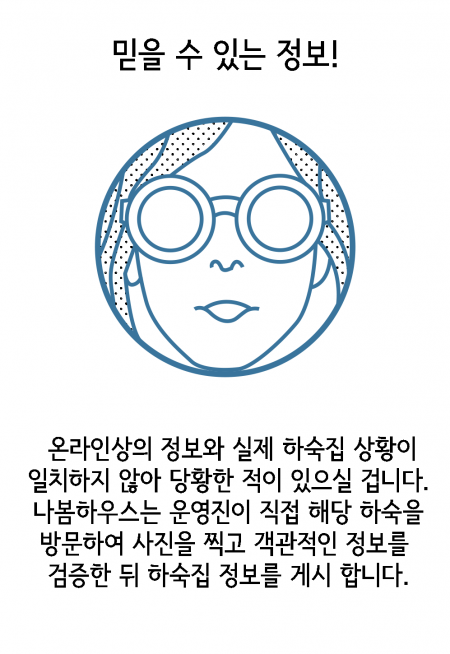 믿을 수 있는 정보!
온라인상의 정보와 실제 하숙집 상황이
일치하지 않아 당황한 적이 있으실 겁니다.
나봄하우스는 운영진이 직접 해당 하숙을
방문하여 사진을 찍고 객관적인 정보를
검증한 뒤 하숙집 정보를 게시 합니다.